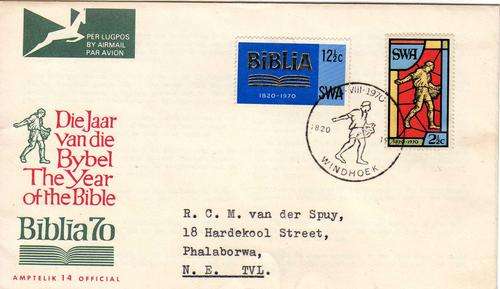 PER LUGPOS
BY AIRMAIL
PAR AVION
BIBLIA 12½c
1820-1970 SWA
SWA
1820-1970
2½c
VIII-1970
1820
WINDHOEK
Die Jaar
van die
Bybel
The Year
of the Bible
Biblia 70
AMPTELIK 14 OFFICIAL
R. C. M. van der Spuy,
18 Hardekool Street,
Phalaborwa,
N. E. TVL.